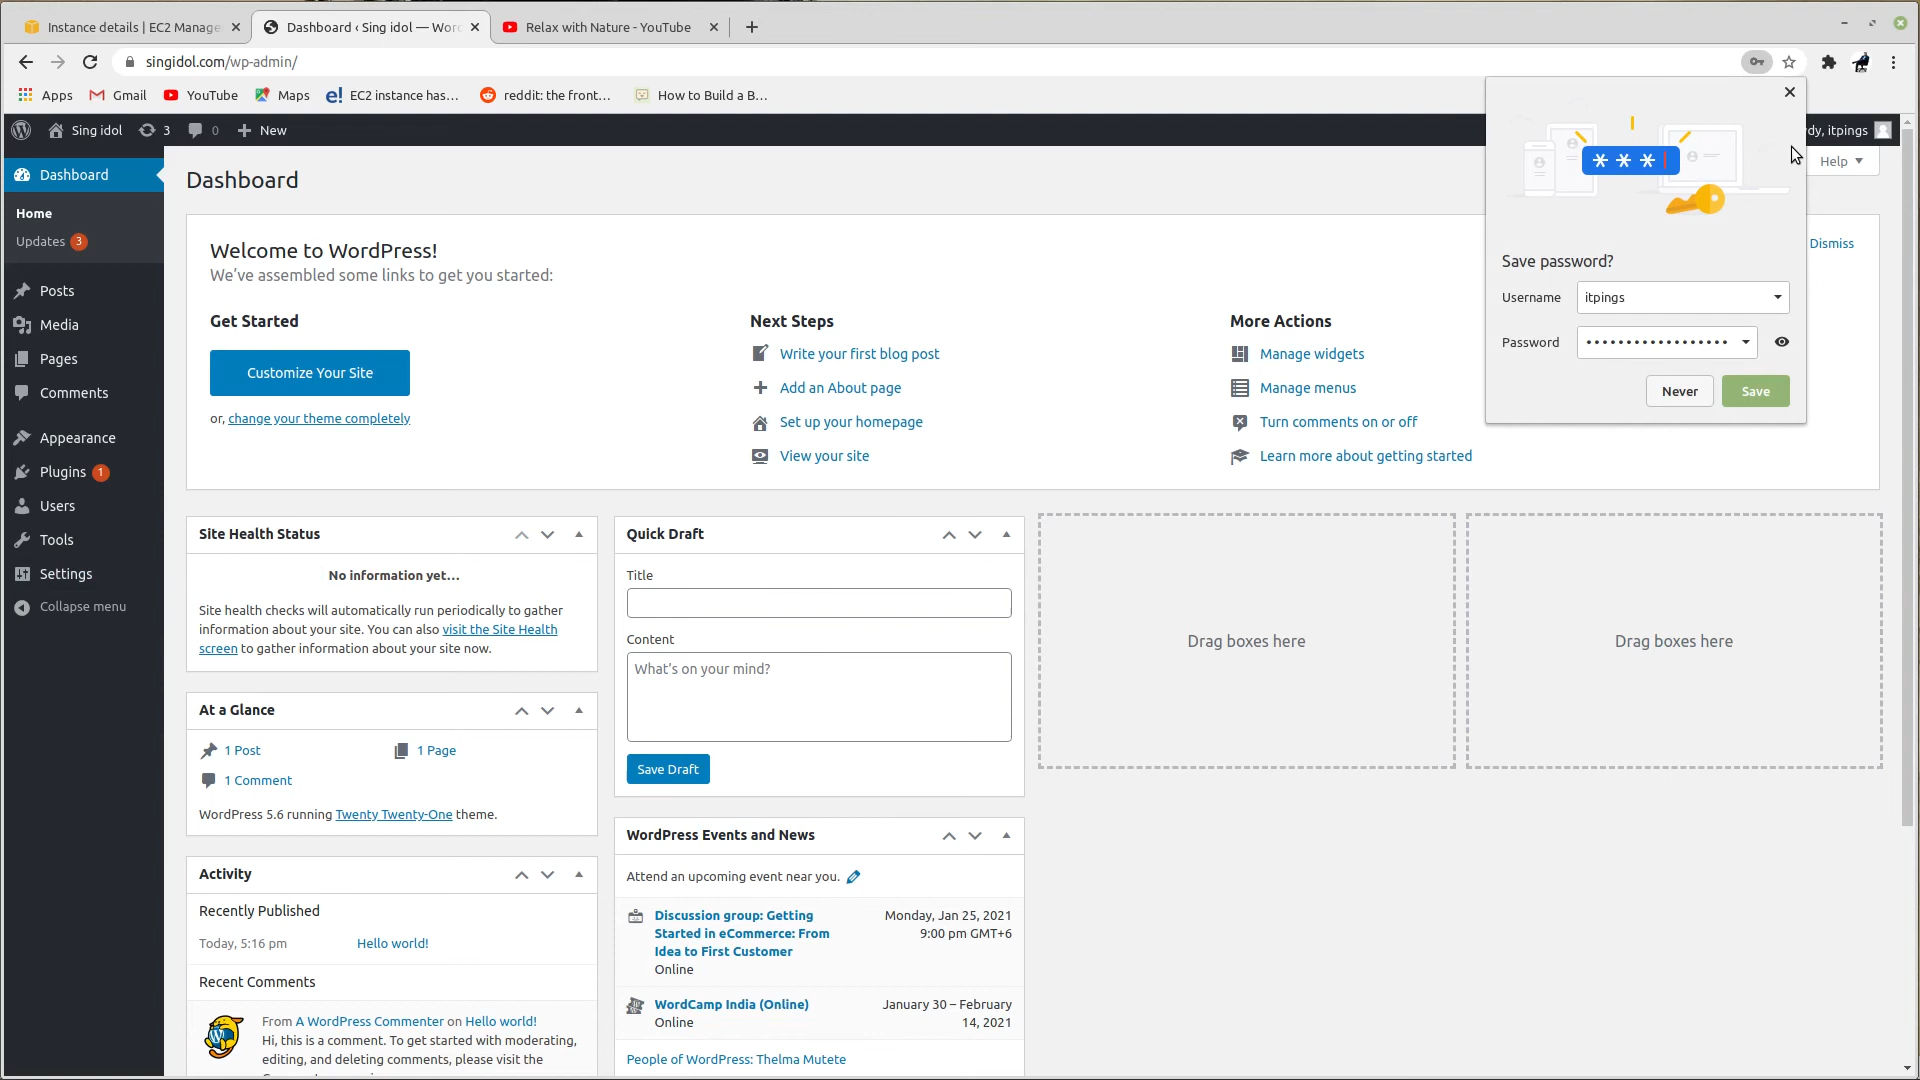 Instance details | EC2 Manage
Dashboard ‹ Sing idol — Wor
Relax with Nature - YouTube
singidol.com/wp-admin/
Apps
Gmail
YouTube
Maps
EC2 instance has...
reddit: the front...
How to Build a B...
Sing idol
3
0
New
dy, itpings
Help
Dashboard
Home
Updates 3
Posts
Media
Pages
Comments
Appearance
Plugins 1
Users
Tools
Settings
Collapse menu
Dashboard
Welcome to WordPress!
We’ve assembled some links to get you started:
Dismiss
Get Started
Customize Your Site
or, change your theme completely
Next Steps
Write your first blog post
Add an About page
Set up your homepage
View your site
More Actions
Manage widgets
Manage menus
Turn comments on or off
Learn more about getting started
* * *
Save password?
Username
itpings
Password
••••••••••••••••••
Never
Save
Site Health Status
No information yet…
Site health checks will automatically run periodically to gather
information about your site. You can also visit the Site Health
screen to gather information about your site now.
At a Glance
1 Post
1 Page
1 Comment
WordPress 5.6 running Twenty Twenty-One theme.
Activity
Recently Published
Today, 5:16 pm
Hello world!
Recent Comments
From A WordPress Commenter on Hello world!
Hi, this is a comment. To get started with moderating,
editing, and deleting comments, please visit the
Quick Draft
Title
Content
What’s on your mind?
Save Draft
WordPress Events and News
Attend an upcoming event near you.
Discussion group: Getting
Started in eCommerce: From
Idea to First Customer
Online
Monday, Jan 25, 2021
9:00 pm GMT+6
WordCamp India (Online)
Online
January 30 – February
14, 2021
People of WordPress: Thelma Mutete
Drag boxes here
Drag boxes here